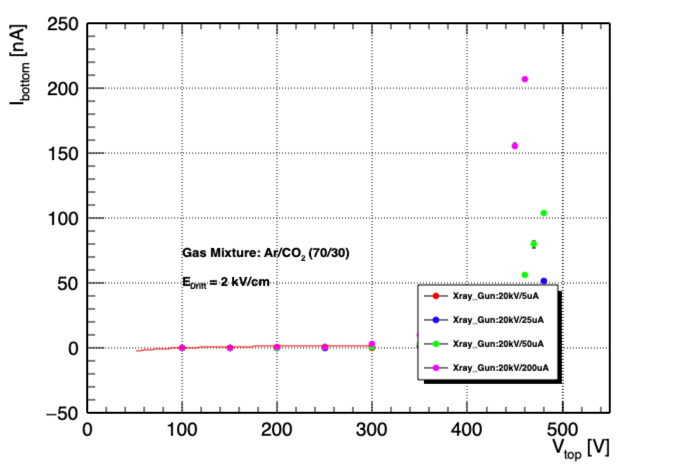 250
200
150
100
50
0
−50
I_bottom [nA]
Gas Mixture: Ar/CO₂ (70/30)
E_Drift = 2 kV/cm
Xray_Gun:20kV/5uA
Xray_Gun:20kV/25uA
Xray_Gun:20kV/50uA
Xray_Gun:20kV/200uA
0 100 200 300 400 500
V_top [V]